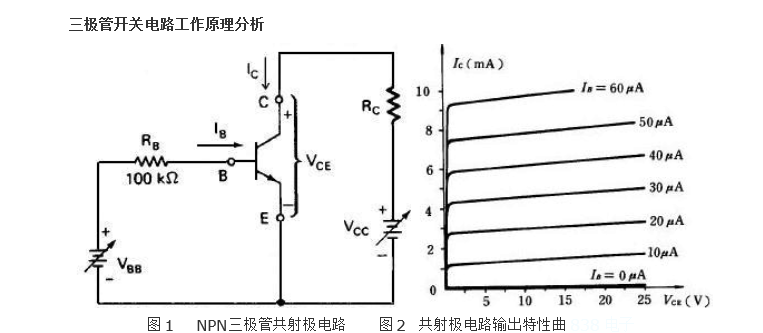 三极管开关电路工作原理分析
I_C
C
+
R_B
100 kΩ
I_B
B
V_CE
E
−
R_C
+
V_BB
−
+
V_CC
−
I_C (mA)
10
8
6
4
2
0
I_B = 60 μA
50 μA
40 μA
30 μA
20 μA
10 μA
I_B = 0 μA
5 10 15 20 25 V_CE (V)
图1 NPN三极管共射极电路 图2 共射极电路输出特性曲